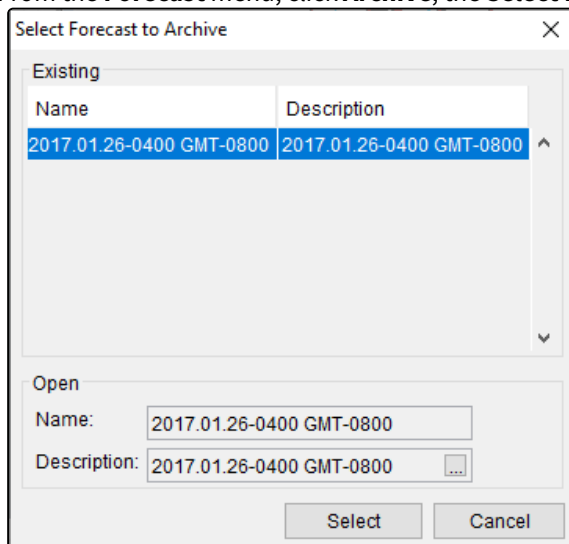 Select Forecast to Archive
Existing
Name Description
2017.01.26-0400 GMT-0800 2017.01.26-0400 GMT-0800
Open
Name: 2017.01.26-0400 GMT-0800
Description: 2017.01.26-0400 GMT-0800 ...
Select Cancel